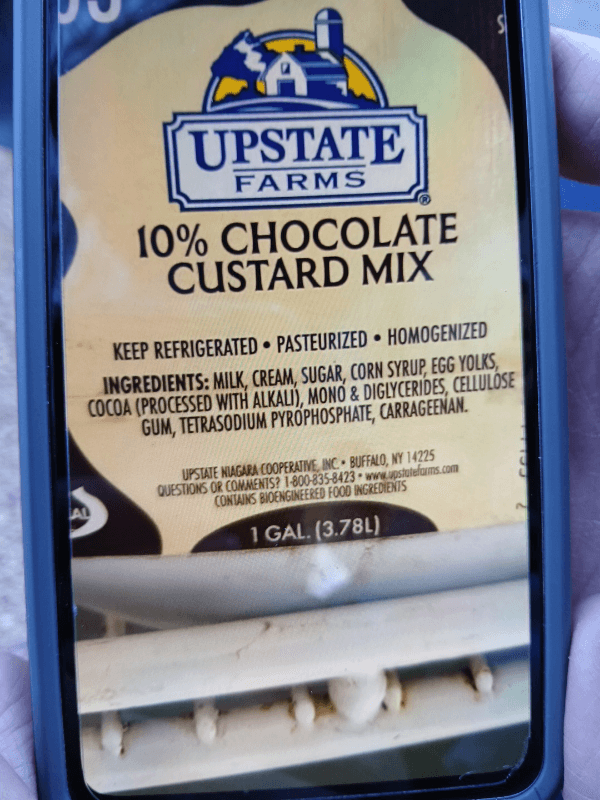 UPSTATE
FARMS®
10% CHOCOLATE
CUSTARD MIX
KEEP REFRIGERATED • PASTEURIZED • HOMOGENIZED
INGREDIENTS: MILK, CREAM, SUGAR, CORN SYRUP, EGG YOLKS,
COCOA (PROCESSED WITH ALKALI), MONO & DIGLYCERIDES, CELLULOSE
GUM, TETRASODIUM PYROPHOSPHATE, CARRAGEENAN.
UPSTATE NIAGARA COOPERATIVE, INC. • BUFFALO, NY 14225
QUESTIONS OR COMMENTS? 1-800-835-8423 • www.upstatefarms.com
CONTAINS BIOENGINEERED FOOD INGREDIENTS
1 GAL. (3.78L)